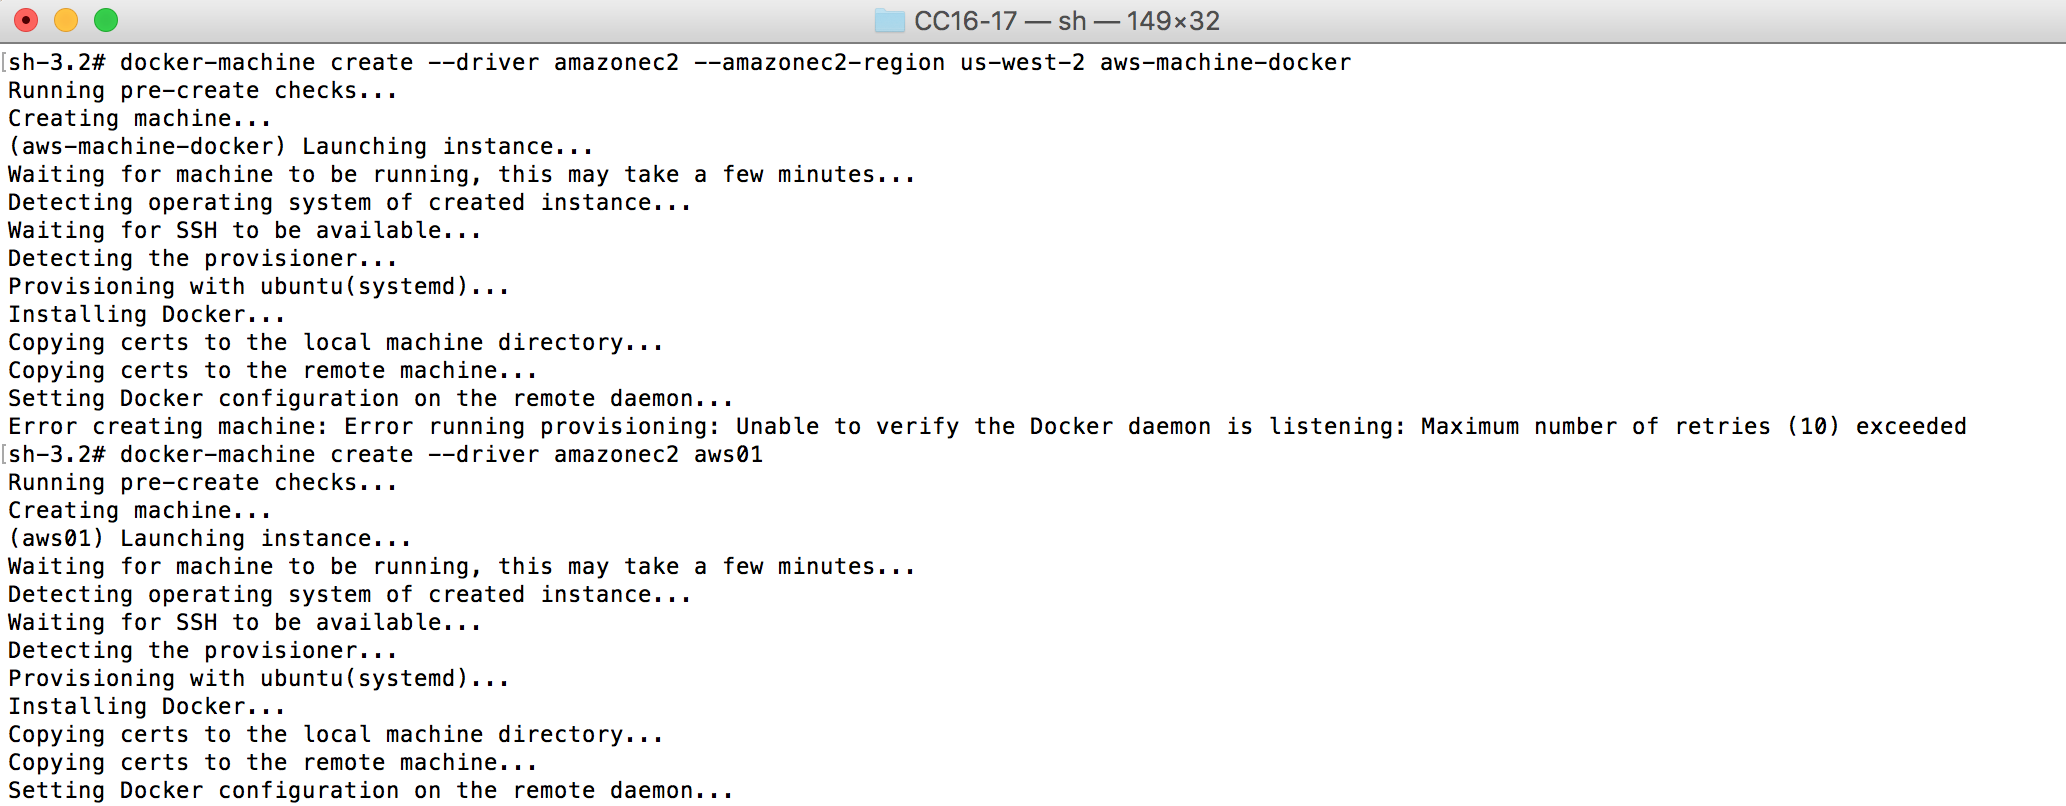 CC16-17 — sh — 149×32
[sh-3.2# docker-machine create --driver amazonec2 --amazonec2-region us-west-2 aws-machine-docker
Running pre-create checks...
Creating machine...
(aws-machine-docker) Launching instance...
Waiting for machine to be running, this may take a few minutes...
Detecting operating system of created instance...
Waiting for SSH to be available...
Detecting the provisioner...
Provisioning with ubuntu(systemd)...
Installing Docker...
Copying certs to the local machine directory...
Copying certs to the remote machine...
Setting Docker configuration on the remote daemon...
Error creating machine: Error running provisioning: Unable to verify the Docker daemon is listening: Maximum number of retries (10) exceeded
[sh-3.2# docker-machine create --driver amazonec2 aws01
Running pre-create checks...
Creating machine...
(aws01) Launching instance...
Waiting for machine to be running, this may take a few minutes...
Detecting operating system of created instance...
Waiting for SSH to be available...
Detecting the provisioner...
Provisioning with ubuntu(systemd)...
Installing Docker...
Copying certs to the local machine directory...
Copying certs to the remote machine...
Setting Docker configuration on the remote daemon...